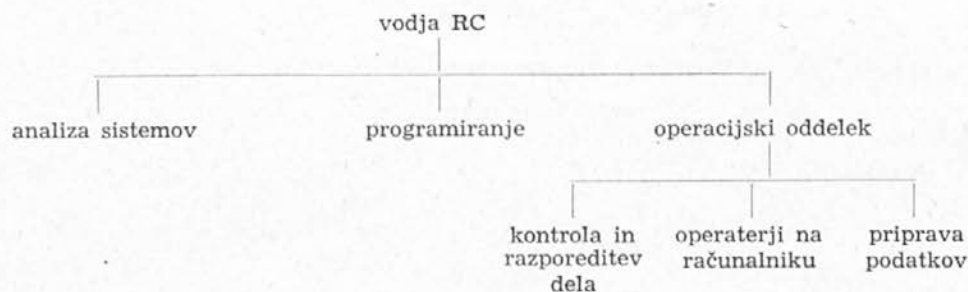 vodja RC
analiza sistemov
programiranje
operacijski oddelek
kontrola in
razporeditev
dela
operaterji na
računalniku
priprava
podatkov